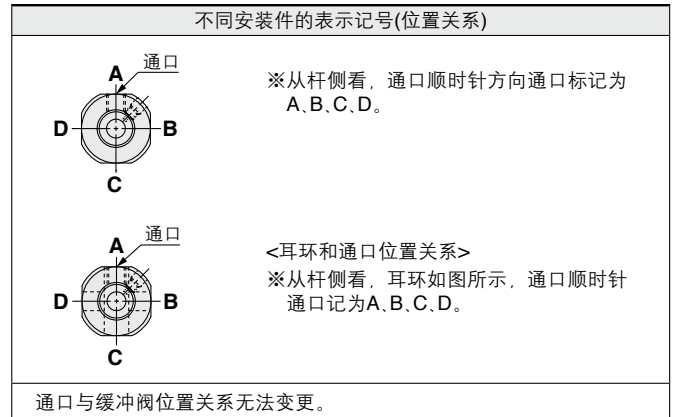 不同安装件的表示记号(位置关系)
通口
A
D
B
C
※从杆侧看，通口顺时针方向通口标记为
A、B、C、D。
通口
A
D
B
C
<耳环和通口位置关系>
※从杆侧看，耳环如图所示，通口顺时针
通口记为A、B、C、D。
通口与缓冲阀位置关系无法变更。